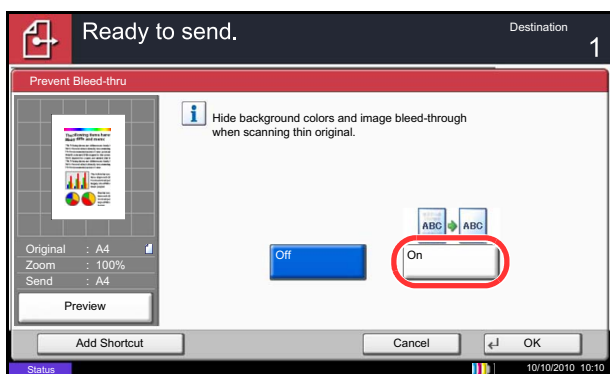 Ready to send.
Destination
1
Prevent Bleed-thru
Hide background colors and image bleed-through
when scanning thin original.
ABC ABC
Off
On
Original : A4
Zoom : 100%
Send : A4
Preview
Add Shortcut
Cancel
OK
Status
10/10/2010 10:10